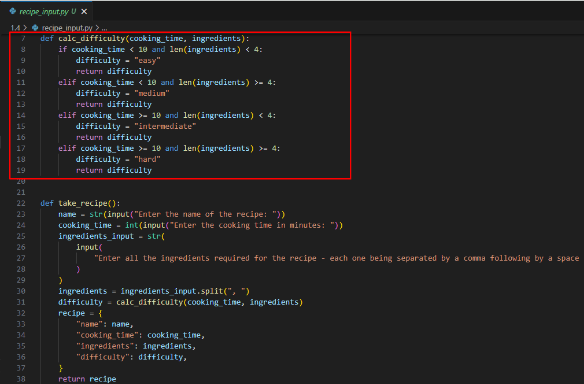 recipe_input.py U ×
1.4 > recipe_input.py > ...
7 def calc_difficulty(cooking_time, ingredients):
8     if cooking_time < 10 and len(ingredients) < 4:
9         difficulty = "easy"
10         return difficulty
11     elif cooking_time < 10 and len(ingredients) >= 4:
12         difficulty = "medium"
13         return difficulty
14     elif cooking_time >= 10 and len(ingredients) < 4:
15         difficulty = "intermediate"
16         return difficulty
17     elif cooking_time >= 10 and len(ingredients) >= 4:
18         difficulty = "hard"
19         return difficulty
20
21
22 def take_recipe():
23     name = str(input("Enter the name of the recipe: "))
24     cooking_time = int(input("Enter the cooking time in minutes: "))
25     ingredients_input = str(
26         input(
27             "Enter all the ingredients required for the recipe - each one being separated by a comma following by a space
28         )
29     )
30     ingredients = ingredients_input.split(", ")
31     difficulty = calc_difficulty(cooking_time, ingredients)
32     recipe = {
33         "name": name,
34         "cooking_time": cooking_time,
35         "ingredients": ingredients,
36         "difficulty": difficulty,
37     }
38     return recipe